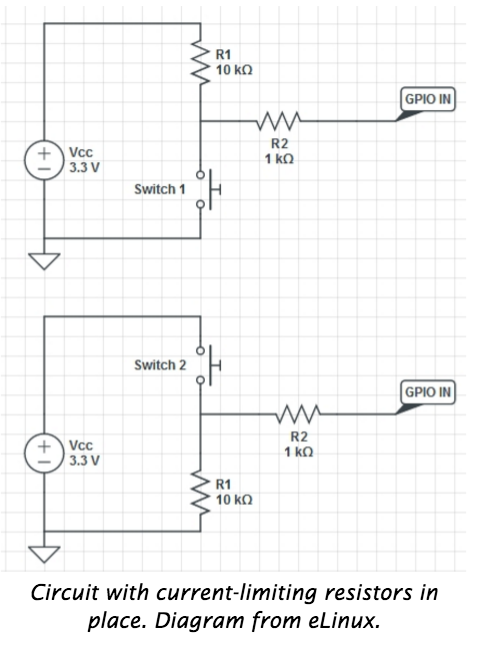 R1
10 kΩ
GPIO IN
R2
1 kΩ
Vcc
3.3 V
Switch 1
Switch 2
GPIO IN
R2
1 kΩ
Vcc
3.3 V
R1
10 kΩ
Circuit with current-limiting resistors in
place. Diagram from eLinux.